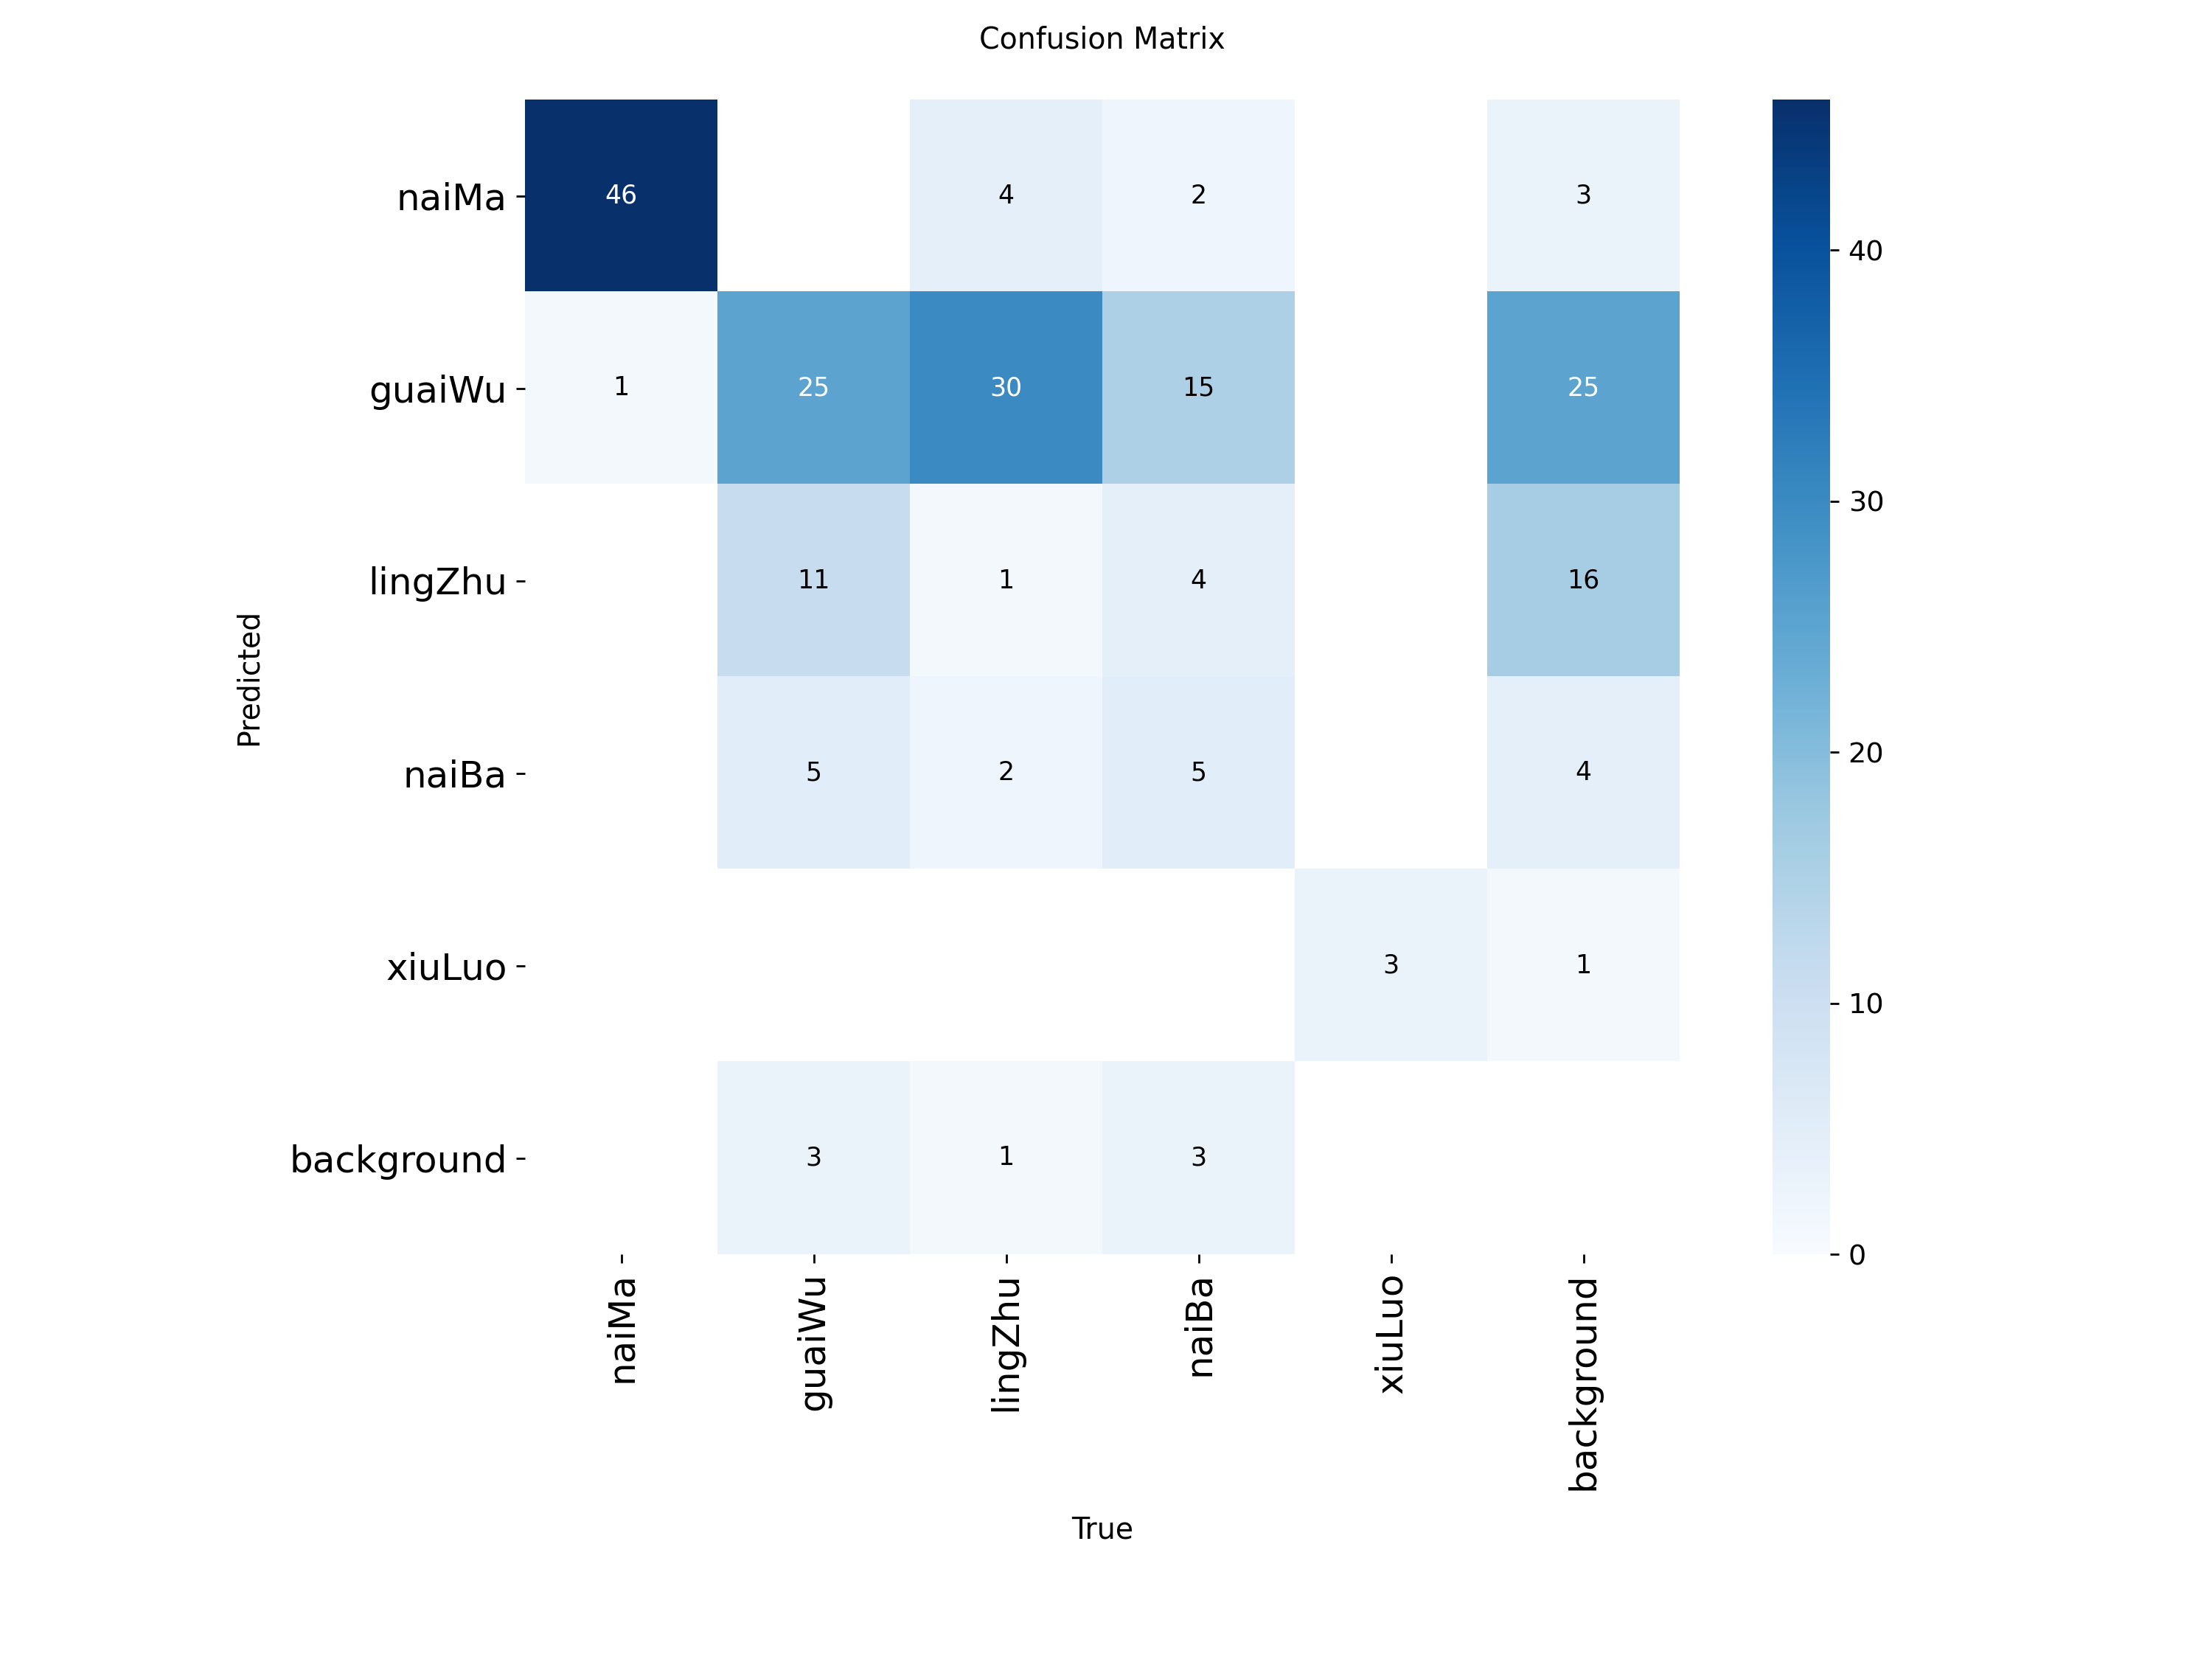 Confusion Matrix
naiMa 46 4 2 3
40
guaiWu 1 25 30 15 25
30
lingZhu 11 1 4 16
Predicted
20
naiBa 5 2 5 4
xiuLuo 3 1
10
background 3 1 3
0
naiMa guaiWu lingZhu naiBa xiuLuo background
True